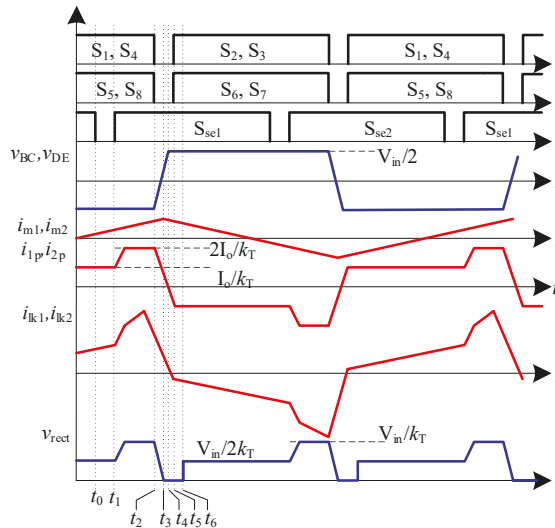 S1, S4 S2, S3 S1, S4
S5, S8 S6, S7 S5, S8
Sse1 Sse2 Sse1
vBC,vDE
Vin/2
im1,im2
i1p,i2p
2Io/kT
Io/kT
t
ilk1,ilk2
vrect
Vin/2kT
Vin/kT
t0 t1
t2 t3 t4 t5 t6